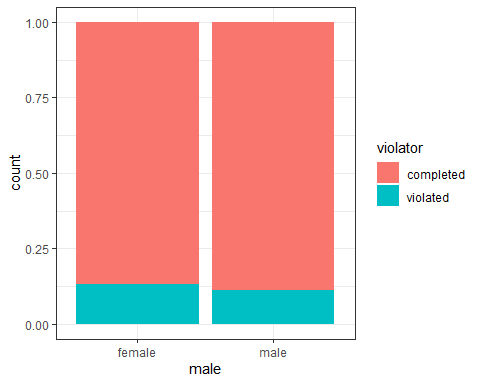 1.00
0.75
0.50
0.25
0.00
count
female male
male
violator
completed
violated